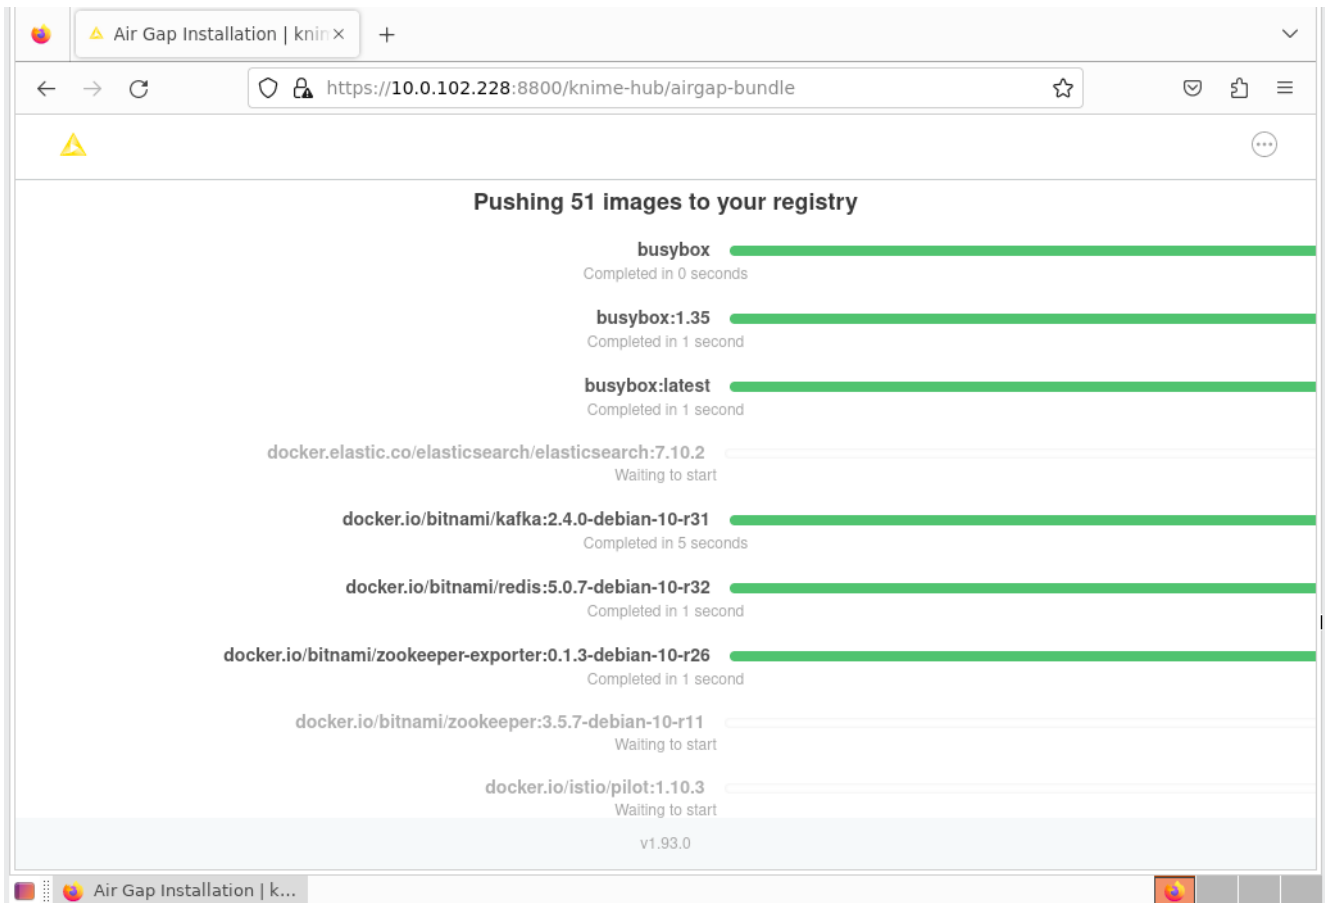 Air Gap Installation | knin
https://10.0.102.228:8800/knime-hub/airgap-bundle
Pushing 51 images to your registry
busybox
Completed in 0 seconds
busybox:1.35
Completed in 1 second
busybox:latest
Completed in 1 second
docker.elastic.co/elasticsearch/elasticsearch:7.10.2
Waiting to start
docker.io/bitnami/kafka:2.4.0-debian-10-r31
Completed in 5 seconds
docker.io/bitnami/redis:5.0.7-debian-10-r32
Completed in 1 second
docker.io/bitnami/zookeeper-exporter:0.1.3-debian-10-r26
Completed in 1 second
docker.io/bitnami/zookeeper:3.5.7-debian-10-r11
Waiting to start
docker.io/istio/pilot:1.10.3
Waiting to start
v1.93.0
Air Gap Installation | k...